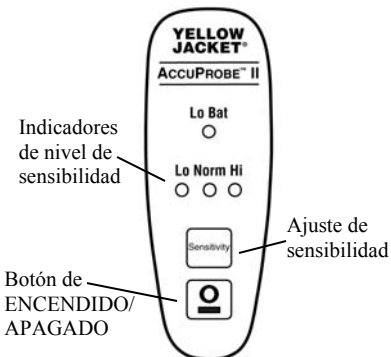 YELLOW
JACKET®
ACCUPROBE™ II
Lo Bat
Indicadores
de nivel de
sensibilidad
Lo Norm Hi
Sensitivity
Ajuste de
sensibilidad
Botón de
ENCENDIDO/
APAGADO